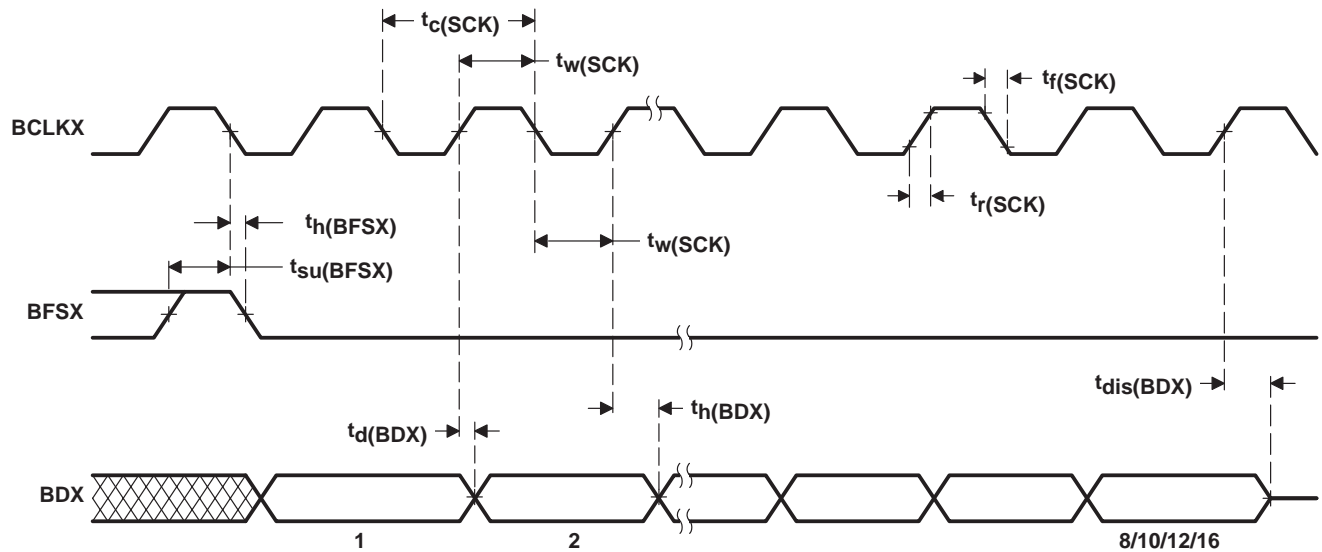 tc(SCK)
tw(SCK)
tf(SCK)
BCLKX
tr(SCK)
th(BFSX)
tw(SCK)
tsu(BFSX)
BFSX
tdis(BDX)
th(BDX)
td(BDX)
BDX
1 2 8/10/12/16